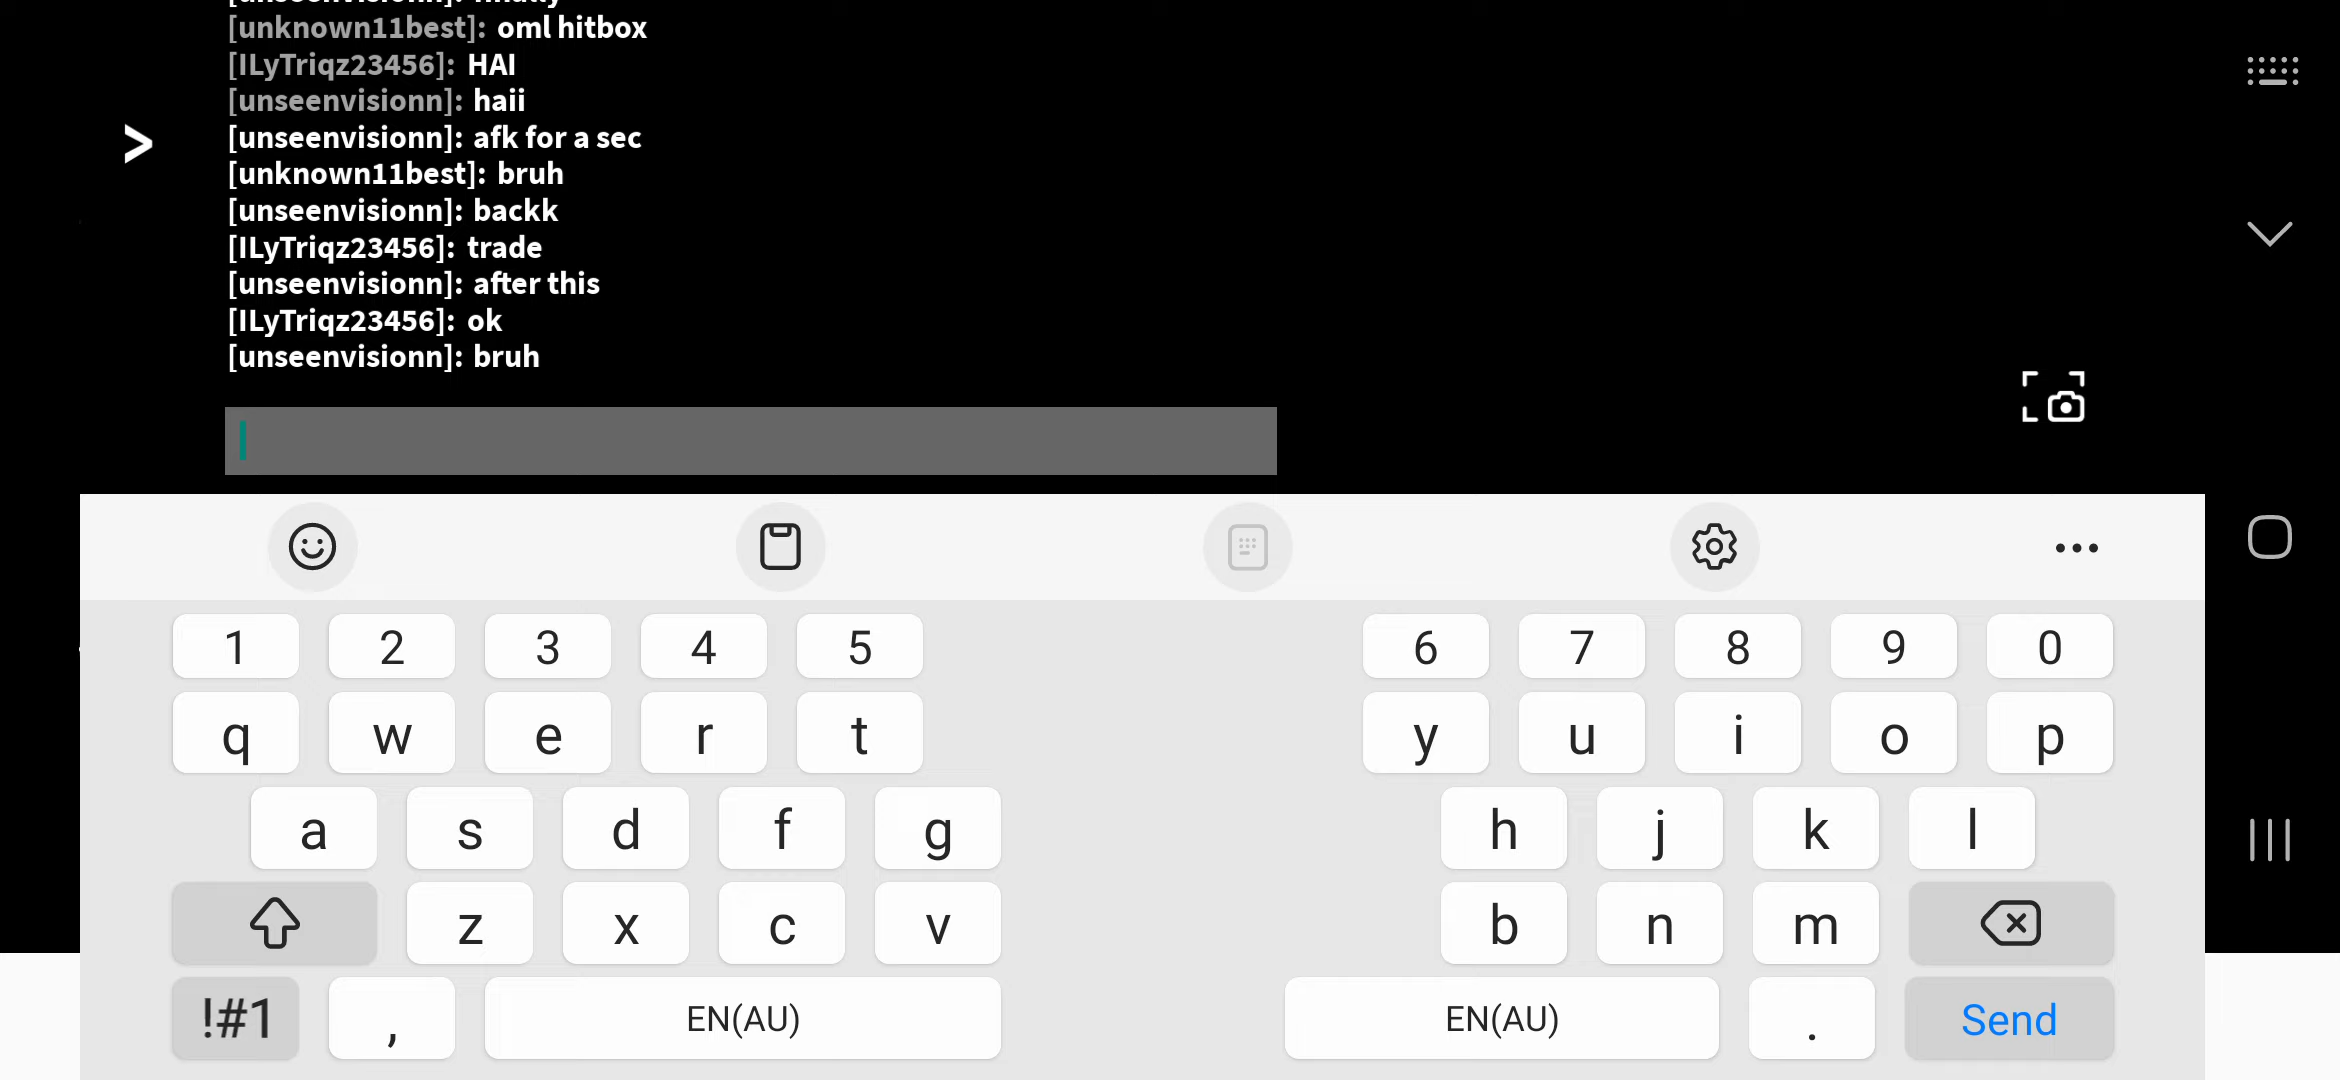 [unseenvisionn]: finally
[unknown11best]: oml hitbox
[ILyTriqz23456]: HAI
[unseenvisionn]: haii
[unseenvisionn]: afk for a sec
>
[unknown11best]: bruh
[unseenvisionn]: backk
[ILyTriqz23456]: trade
[unseenvisionn]: after this
[ILyTriqz23456]: ok
[unseenvisionn]: bruh
1 2 3 4 5 6 7 8 9 0
q w e r t y u i o p
a s d f g h j k l
z x c v b n m
!#1 , EN(AU) EN(AU) . Send